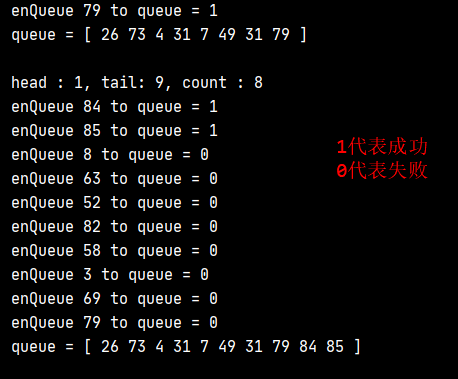 enQueue 79 to queue = 1
queue = [ 26 73 4 31 7 49 31 79 ]
head : 1, tail: 9, count : 8
enQueue 84 to queue = 1
enQueue 85 to queue = 1
enQueue 8 to queue = 0
1代表成功
enQueue 63 to queue = 0
0代表失败
enQueue 52 to queue = 0
enQueue 82 to queue = 0
enQueue 58 to queue = 0
enQueue 3 to queue = 0
enQueue 69 to queue = 0
enQueue 79 to queue = 0
queue = [ 26 73 4 31 7 49 31 79 84 85 ]